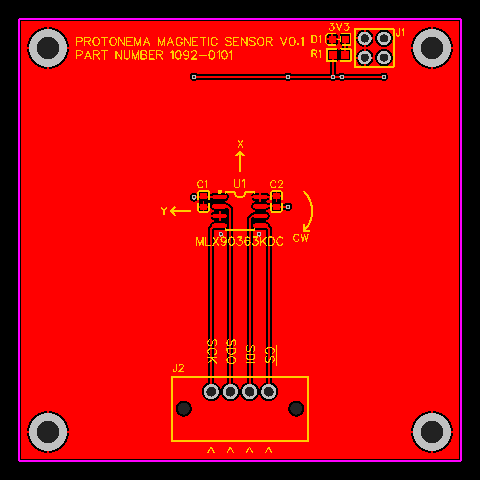 PROTONEMA MAGNETIC SENSOR V0.1
PART NUMBER 1092-0101
3V3
J1
D1
R1
X
C1
U1
C2
Y
MLX90363KDC
CW
SCK
SDO
SDI
CS
J2